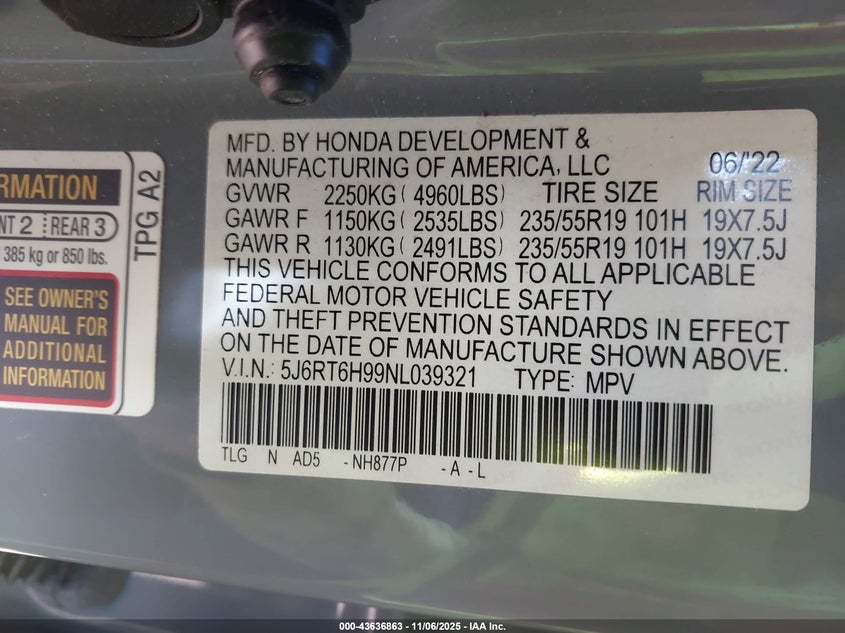 RMATION
NT 2 REAR 3
385 kg or 850 lbs.
SEE OWNER'S
MANUAL FOR
ADDITIONAL
INFORMATION
TPG A2
MFD. BY HONDA DEVELOPMENT &
MANUFACTURING OF AMERICA, LLC 06/'22
GVWR 2250KG ( 4960LBS) TIRE SIZE RIM SIZE
GAWR F 1150KG ( 2535LBS) 235/55R19 101H 19X7.5J
GAWR R 1130KG ( 2491LBS) 235/55R19 101H 19X7.5J
THIS VEHICLE CONFORMS TO ALL APPLICABLE
FEDERAL MOTOR VEHICLE SAFETY
AND THEFT PREVENTION STANDARDS IN EFFECT
ON THE DATE OF MANUFACTURE SHOWN ABOVE.
V.I.N.: 5J6RT6H99NL039321 TYPE: MPV
TLG N AD5 -NH877P -A-L
000-43636863 - 11/06/2025 - IAA Inc.